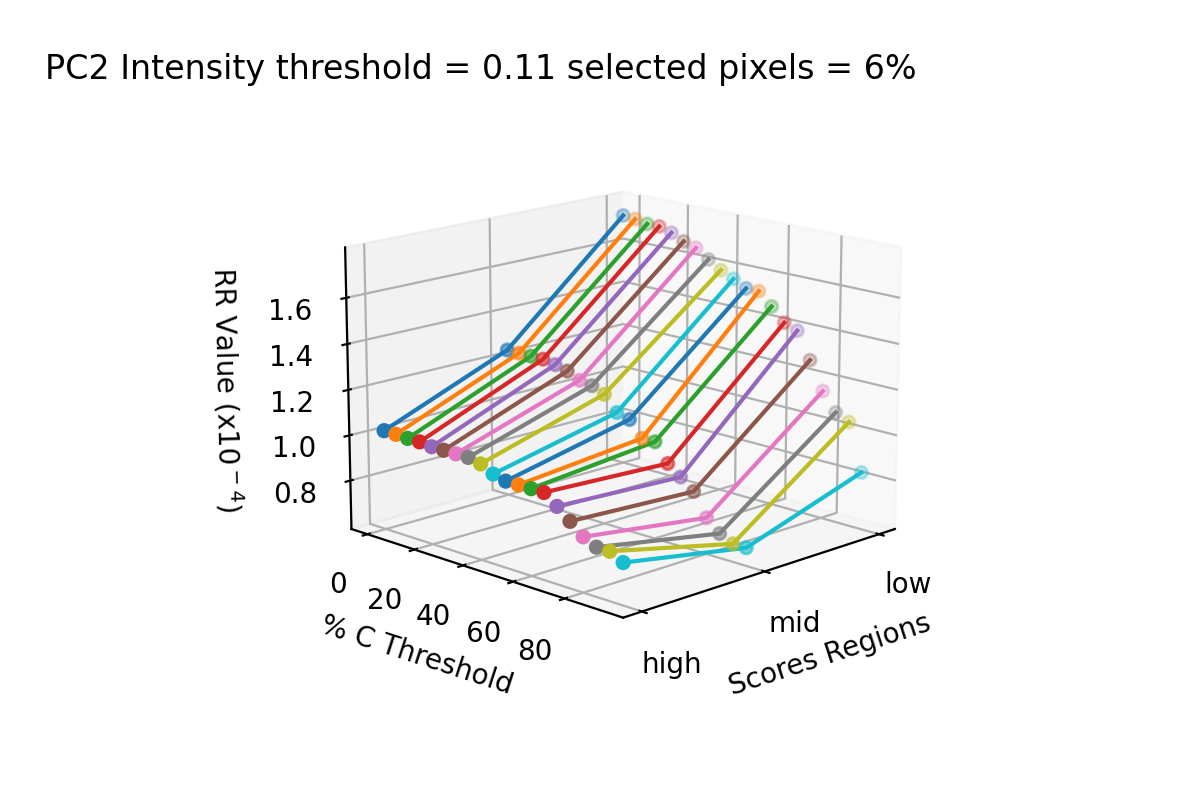 PC2 Intensity threshold = 0.11 selected pixels = 6%
RR Value (x10⁻⁴)
1.6
1.4
1.2
1.0
0.8
0
20
40
60
80
% C Threshold
high
mid
low
Scores Regions